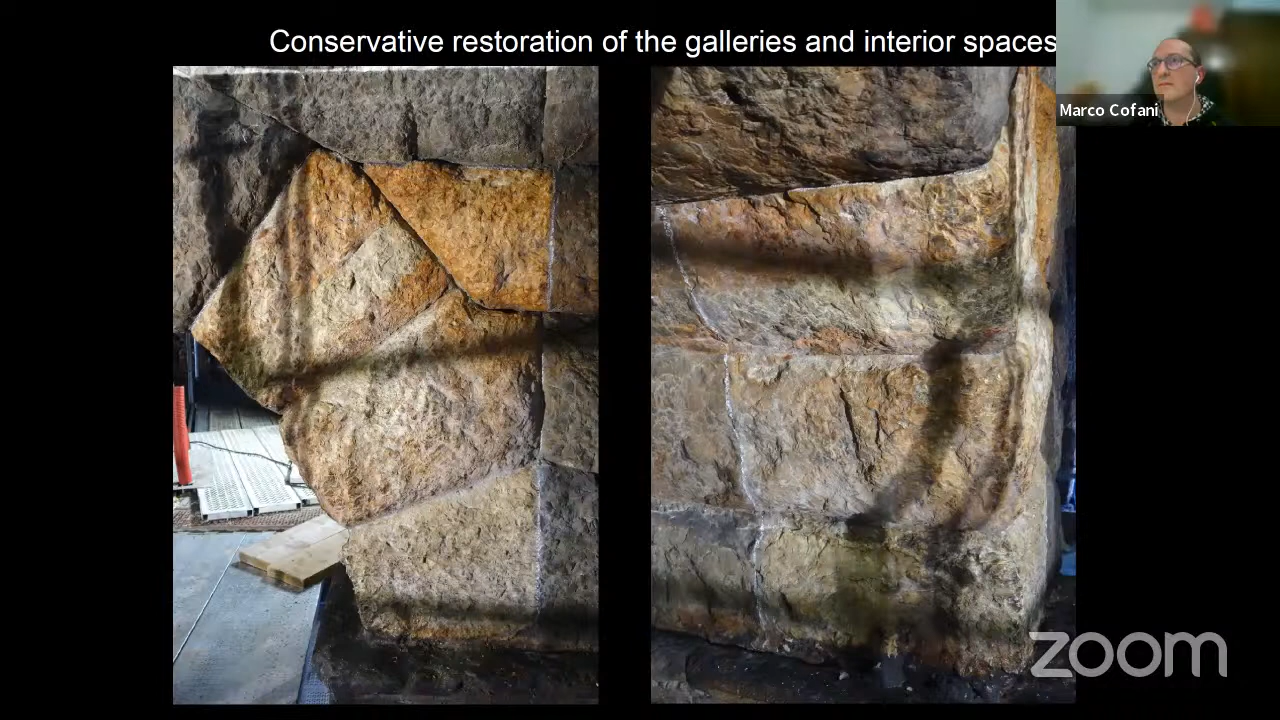 Conservative restoration of the galleries and interior spaces
Marco Cofani
zoom